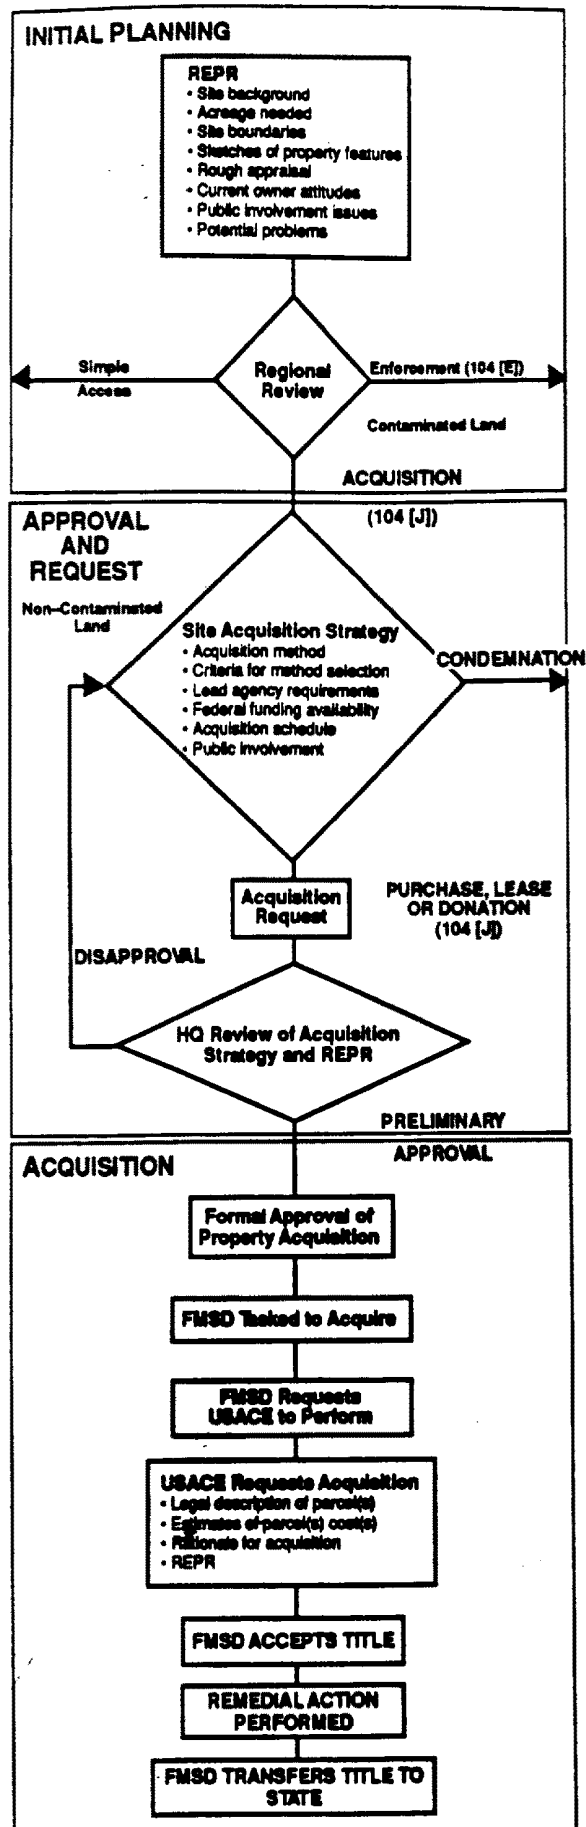 INITIAL PLANNING
REPR
• Site background
• Acreage needed
• Site boundaries
• Sketches of property features
• Rough appraisal
• Current owner attitudes
• Public involvement issues
• Potential problems
Simple
Access
Regional
Review
Enforcement (104 [E])
Contaminated Land
ACQUISITION
(104 [J])
APPROVAL
AND
REQUEST
Non-Contaminated
Land
Site Acquisition Strategy
• Acquisition method
• Criteria for method selection
• Lead agency requirements
• Federal funding availability
• Acquisition schedule
• Public involvement
CONDEMNATION
Acquisition
Request
PURCHASE, LEASE
OR DONATION
(104 [J])
DISAPPROVAL
HQ Review of Acquisition
Strategy and REPR
PRELIMINARY
APPROVAL
ACQUISITION
Formal Approval of
Property Acquisition
FMSD Tasked to Acquire
FMSD Requests
USACE to Perform
USACE Requests Acquisition
• Legal description of parcel(s)
• Estimates of parcel(s) cost(s)
• Rationale for acquisition
• REPR
FMSD ACCEPTS TITLE
REMEDIAL ACTION
PERFORMED
FMSD TRANSFERS TITLE TO
STATE